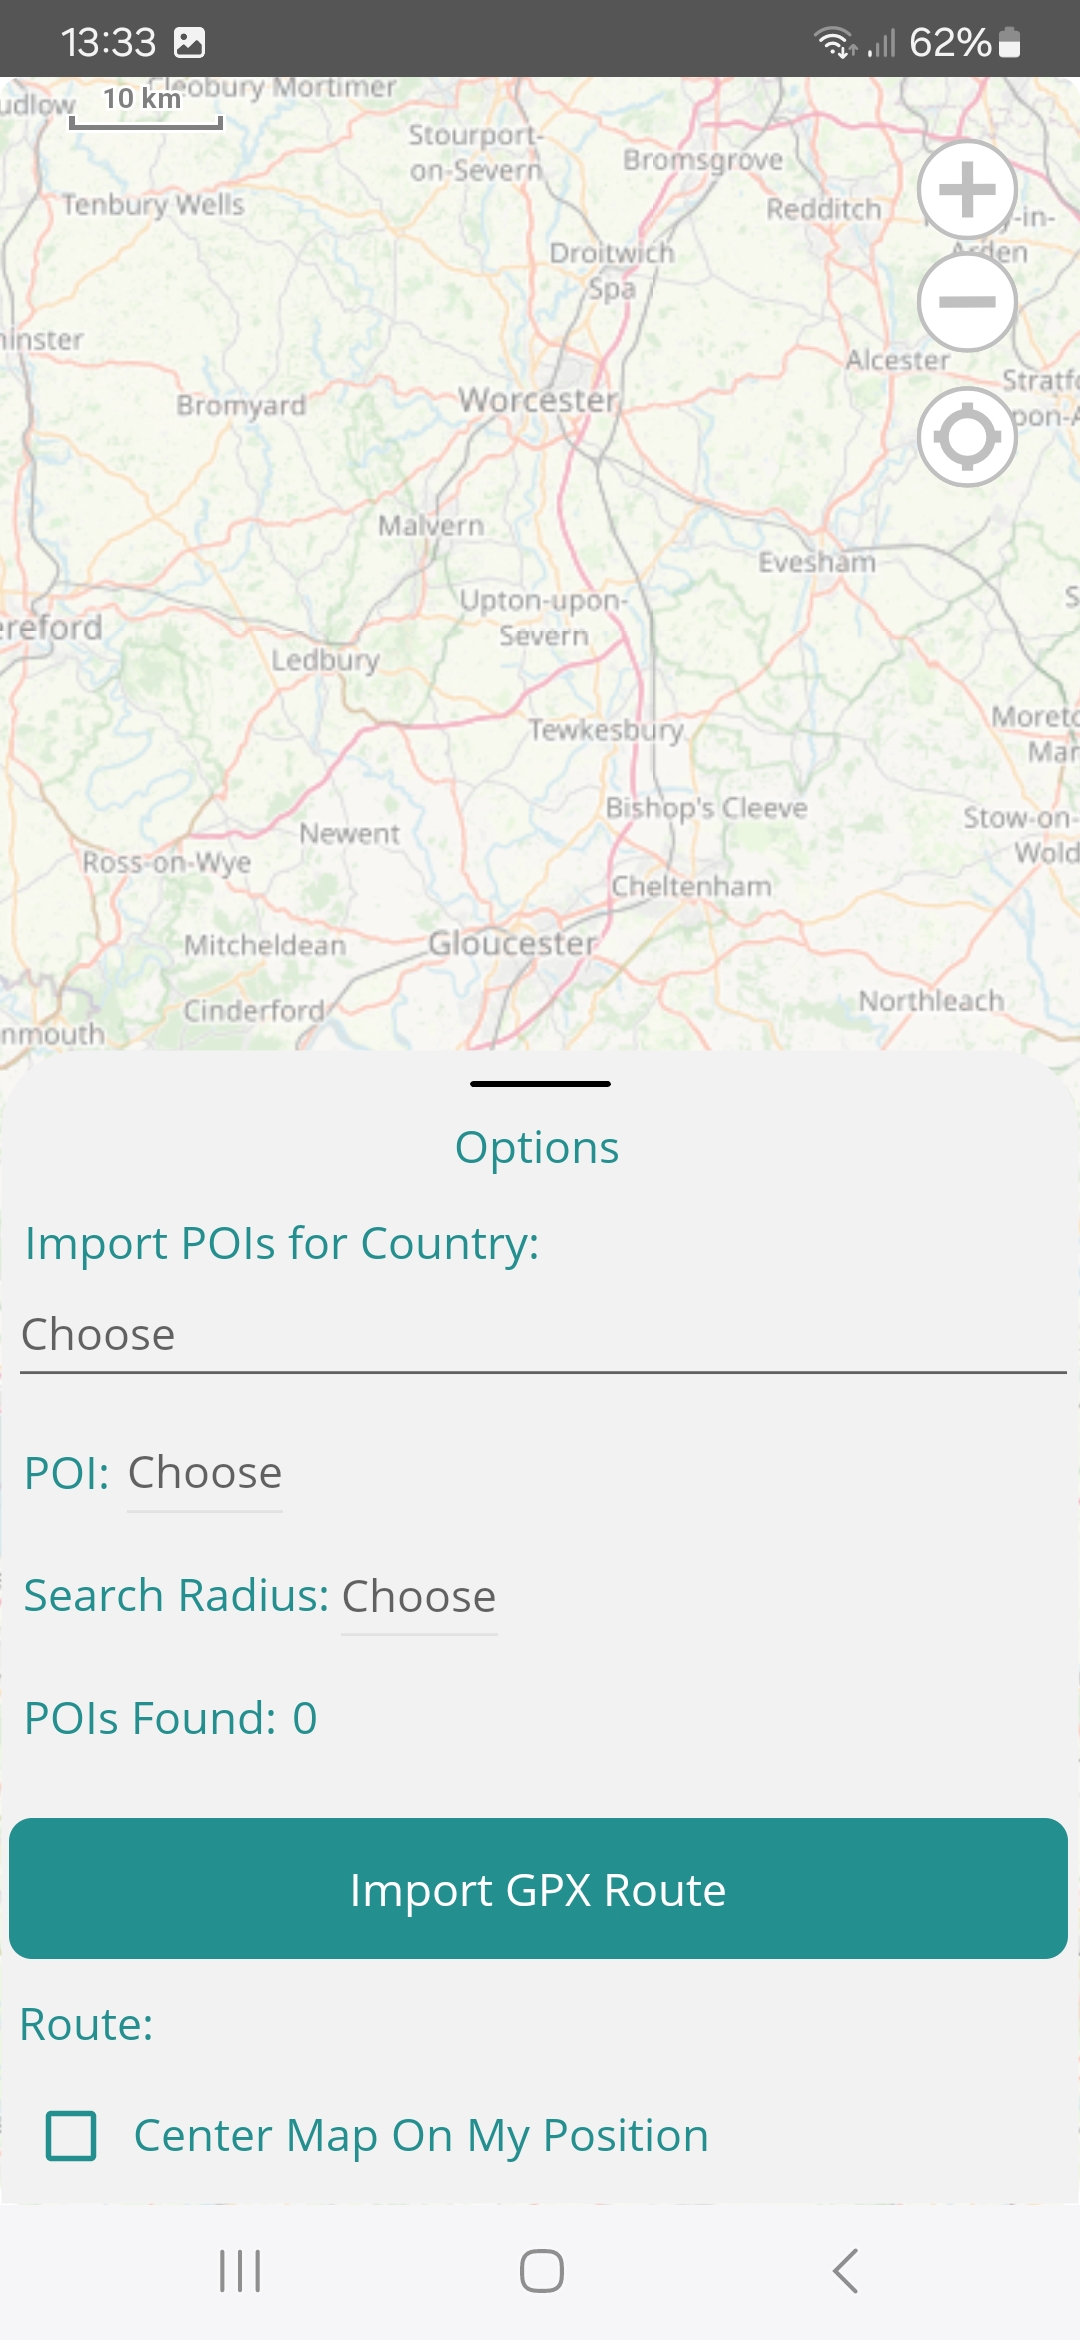 13:33
62%
Cleobury Mortimer
udlow
10 km
Stourport-
on-Severn
Bromsgrove
Tenbury Wells
Redditch
-in-
Arden
Droitwich
Spa
inster
Alcester
Stratfo
pon-A
Bromyard
Worcester
Malvern
Evesham
Upton-upon-
Severn
S
ereford
Ledbury
Moreto
Mar
Tewkesbury
Bishop's Cleeve
Stow-on-
Wold
Newent
Ross-on-Wye
Cheltenham
Mitcheldean
Gloucester
Cinderford
Northleach
nmouth
Options
Import POIs for Country:
Choose
POI: Choose
Search Radius: Choose
POIs Found: 0
Import GPX Route
Route:
Center Map On My Position